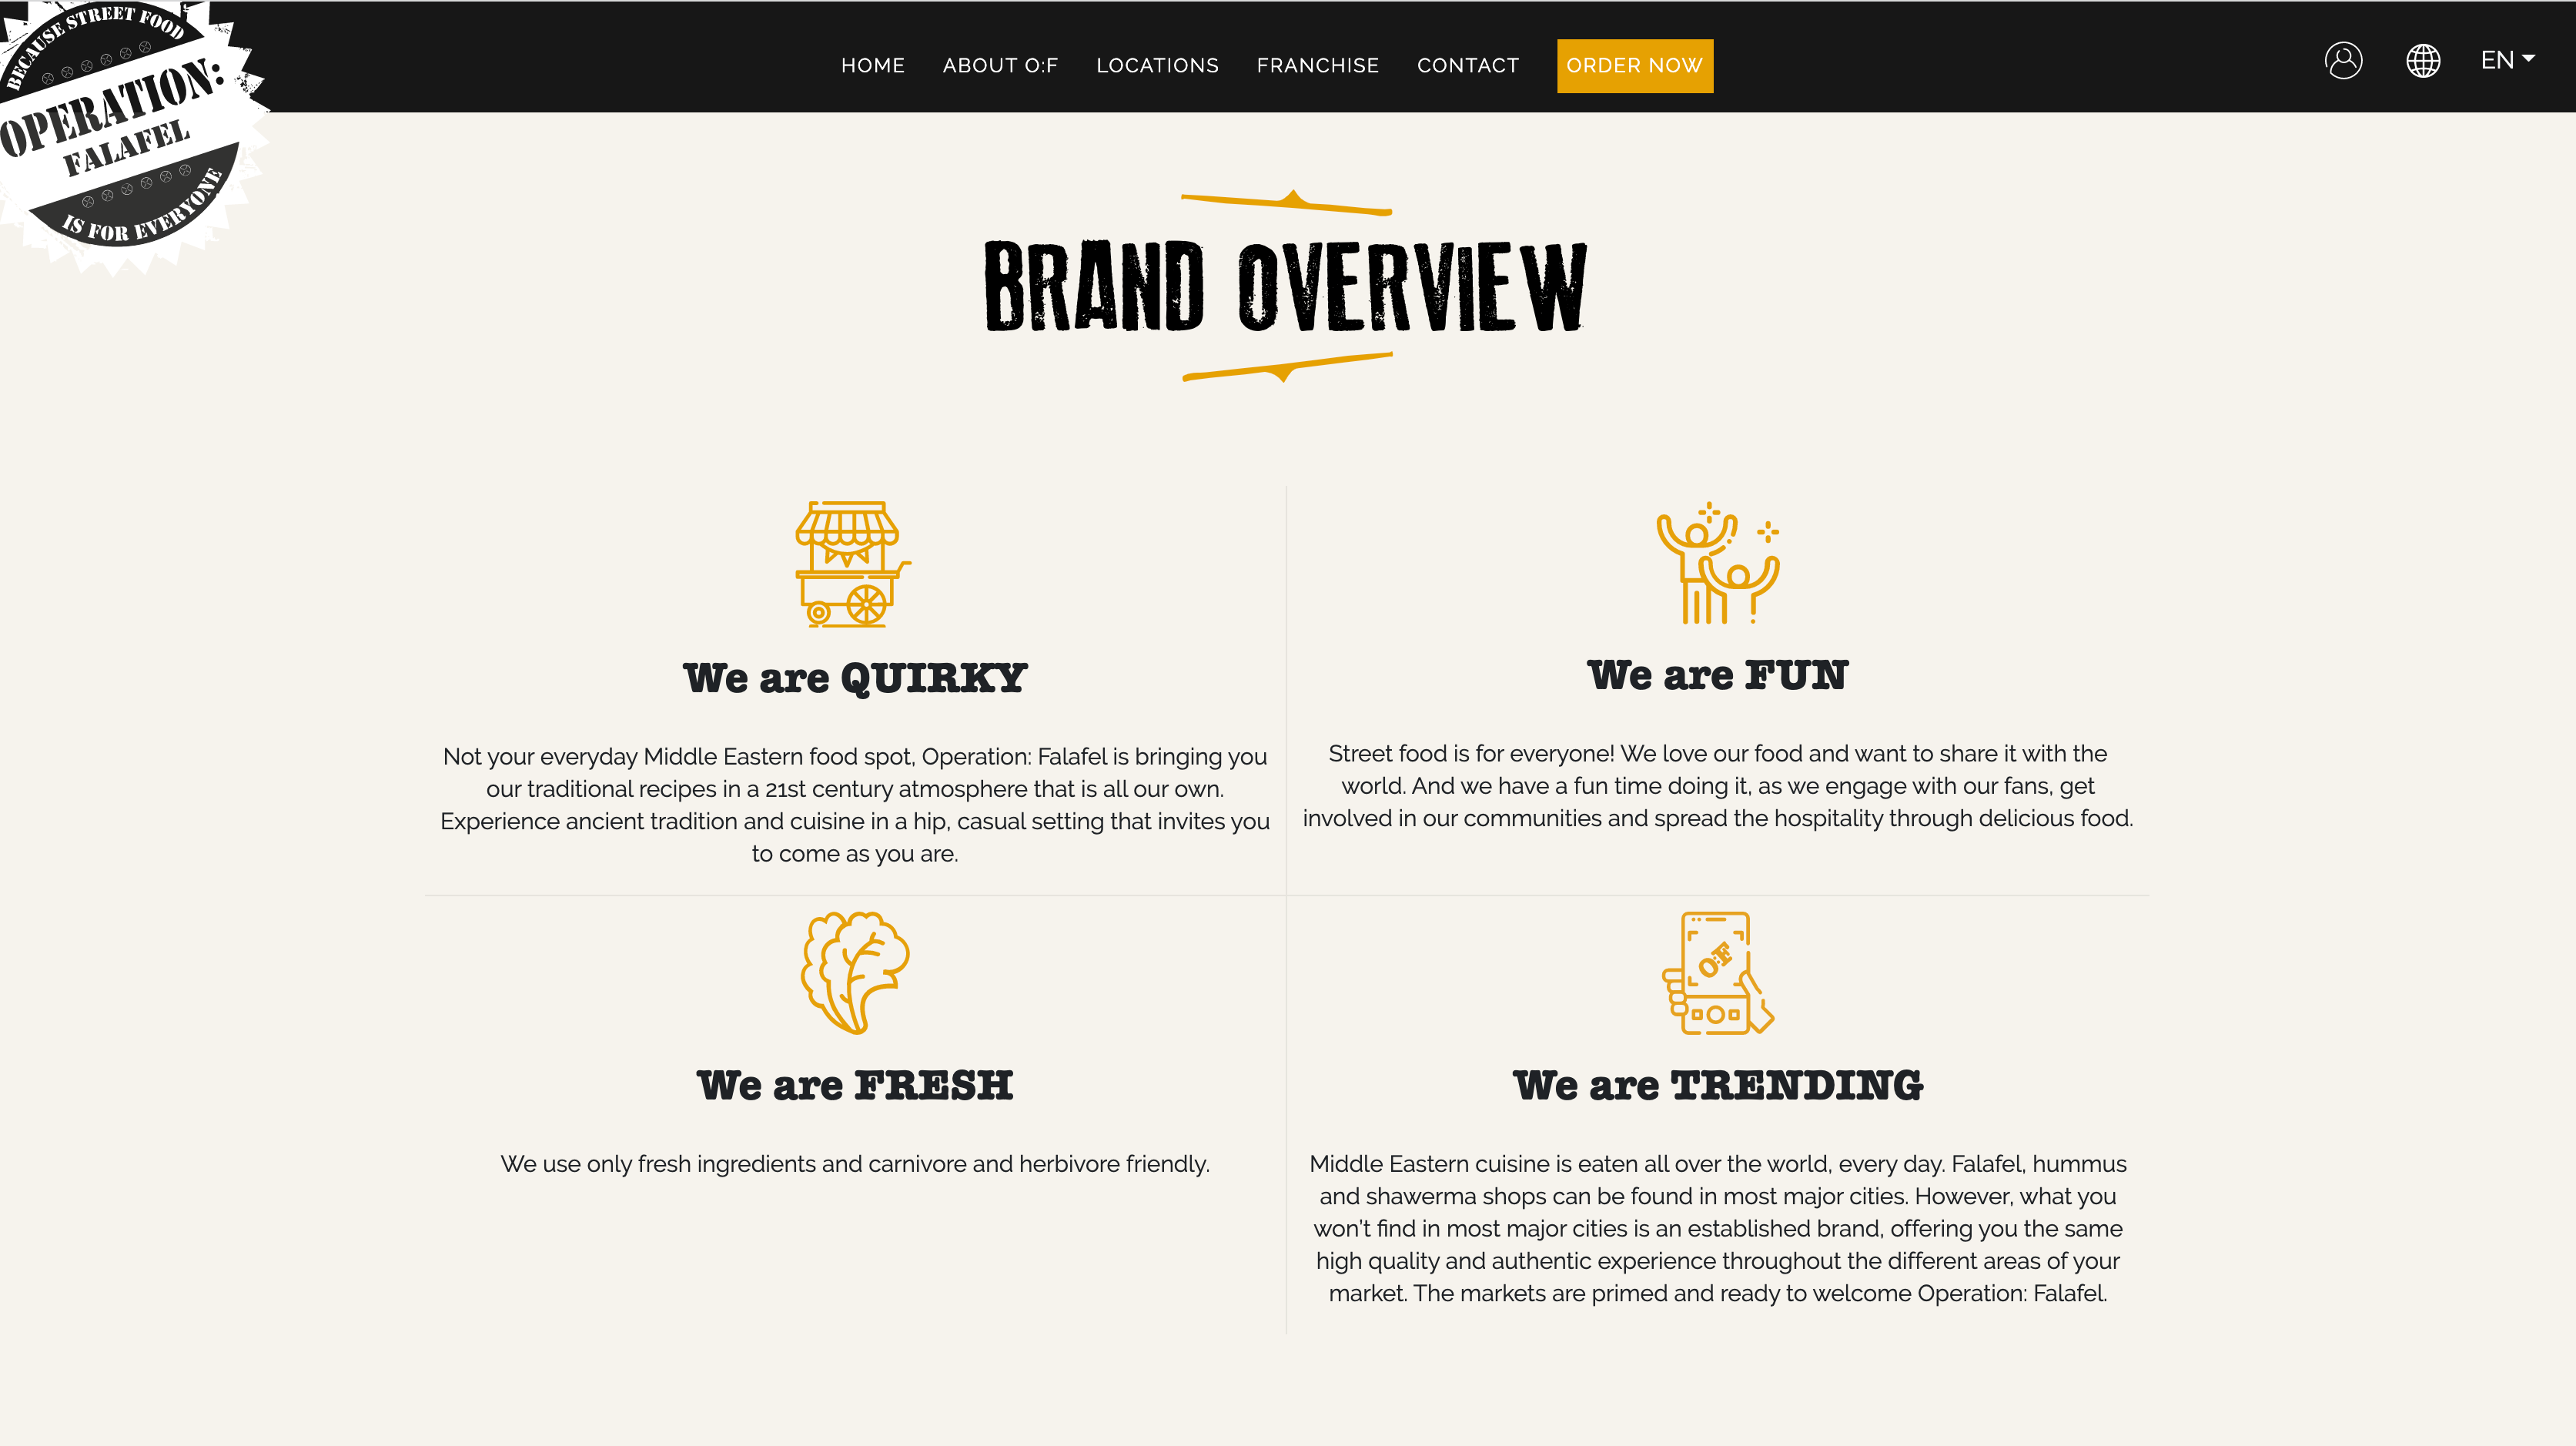 BECAUSE STREET FOOD
OPERATION:
FALAFEL
IS FOR EVERYONE
HOME ABOUT O:F LOCATIONS FRANCHISE CONTACT ORDER NOW EN
BRAND OVERVIEW
We are QUIRKY
Not your everyday Middle Eastern food spot, Operation: Falafel is bringing you
our traditional recipes in a 21st century atmosphere that is all our own.
Experience ancient tradition and cuisine in a hip, casual setting that invites you
to come as you are.
We are FUN
Street food is for everyone! We love our food and want to share it with the
world. And we have a fun time doing it, as we engage with our fans, get
involved in our communities and spread the hospitality through delicious food.
We are FRESH
We use only fresh ingredients and carnivore and herbivore friendly.
O:F
We are TRENDING
Middle Eastern cuisine is eaten all over the world, every day. Falafel, hummus
and shawerma shops can be found in most major cities. However, what you
won’t find in most major cities is an established brand, offering you the same
high quality and authentic experience throughout the different areas of your
market. The markets are primed and ready to welcome Operation: Falafel.